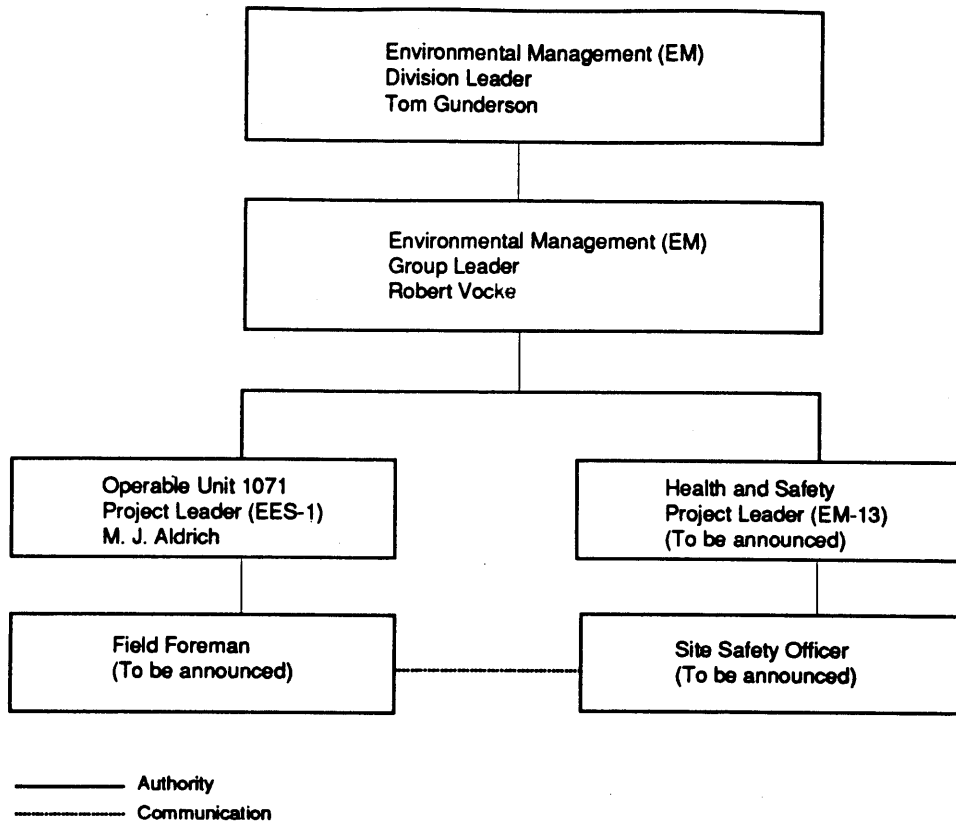 Environmental Management (EM)
Division Leader
Tom Gunderson
Environmental Management (EM)
Group Leader
Robert Vocke
Operable Unit 1071
Project Leader (EES-1)
M. J. Aldrich
Health and Safety
Project Leader (EM-13)
(To be announced)
Field Foreman
(To be announced)
Site Safety Officer
(To be announced)
Authority
Communication